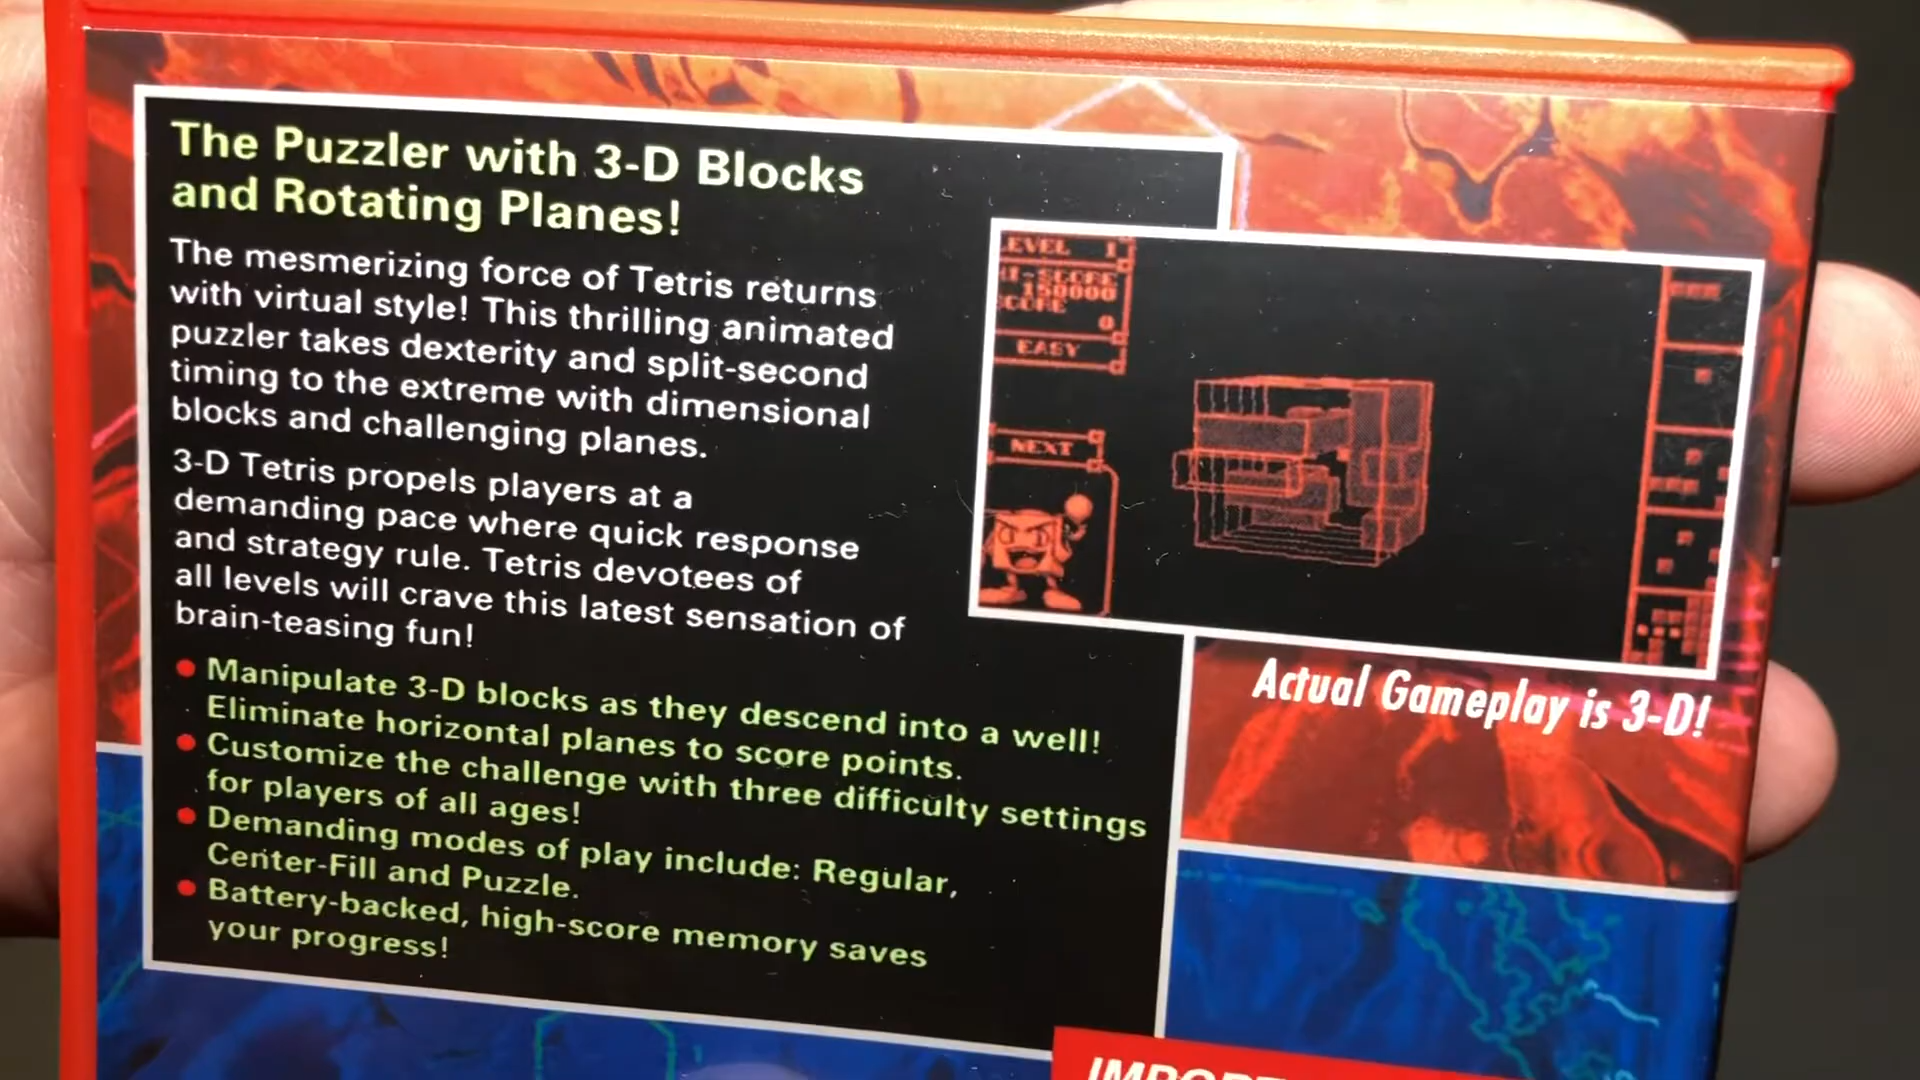 The Puzzler with 3-D Blocks
and Rotating Planes!
The mesmerizing force of Tetris returns
with virtual style! This thrilling animated
puzzler takes dexterity and split-second
timing to the extreme with dimensional
blocks and challenging planes.
3-D Tetris propels players at a
demanding pace where quick response
and strategy rule. Tetris devotees of
all levels will crave this latest sensation of
brain-teasing fun!
• Manipulate 3-D blocks as they descend into a well!
Eliminate horizontal planes to score points.
• Customize the challenge with three difficulty settings
for players of all ages!
• Demanding modes of play include: Regular,
Center-Fill and Puzzle.
• Battery-backed, high-score memory saves
your progress!
LEVEL 1
HI-SCORE
150000
SCORE
0
EASY
NEXT
Actual Gameplay is 3-D!